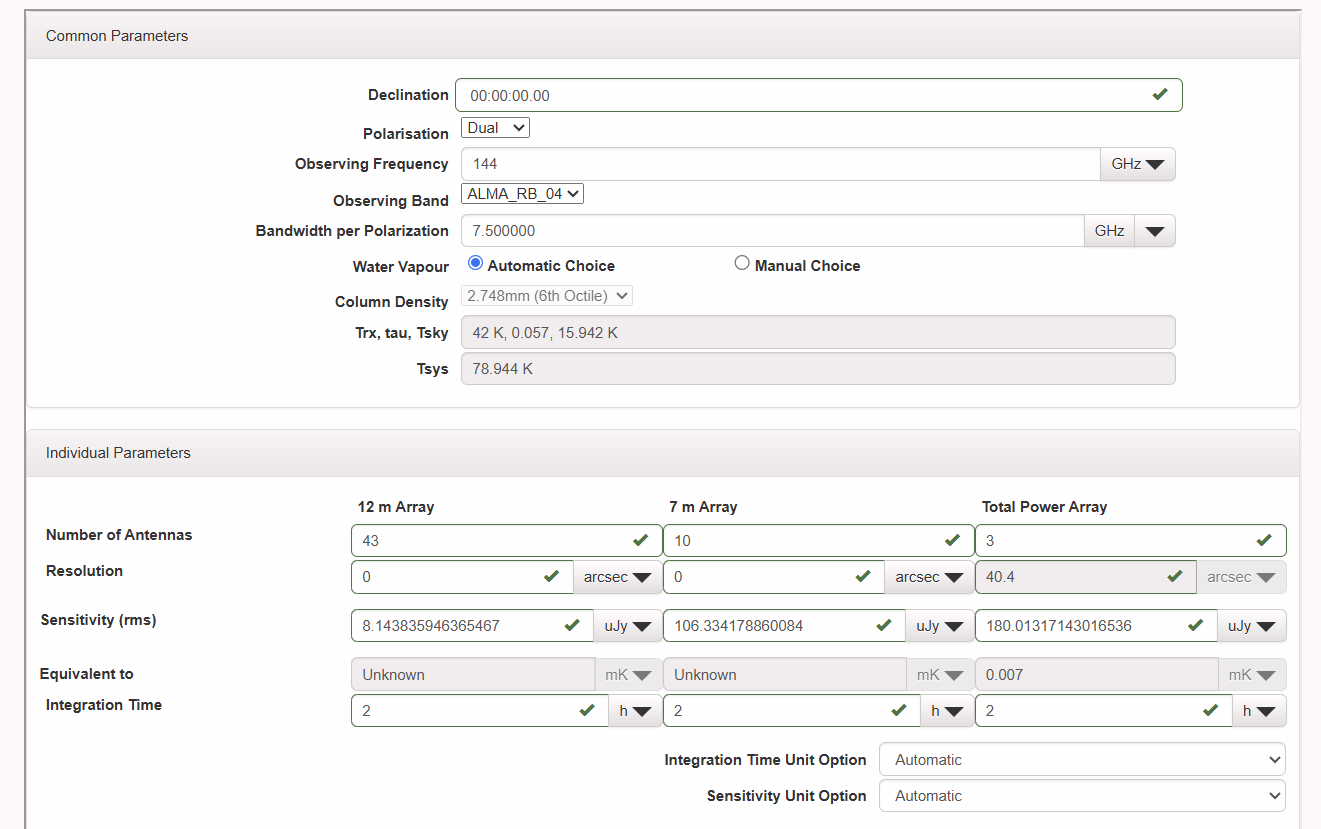 Common Parameters
Declination 00:00:00.00
Polarisation Dual
Observing Frequency 144 GHz
Observing Band ALMA_RB_04
Bandwidth per Polarization 7.500000 GHz
Water Vapour Automatic Choice Manual Choice
Column Density 2.748mm (6th Octile)
Trx, tau, Tsky 42 K, 0.057, 15.942 K
Tsys 78.944 K
Individual Parameters
12 m Array 7 m Array Total Power Array
Number of Antennas 43 10 3
Resolution 0 arcsec 0 arcsec 40.4 arcsec
Sensitivity (rms) 8.143835946365467 uJy 106.334178860084 uJy 180.01317143016536 uJy
Equivalent to Unknown mK Unknown mK 0.007 mK
Integration Time 2 h 2 h 2 h
Integration Time Unit Option Automatic
Sensitivity Unit Option Automatic